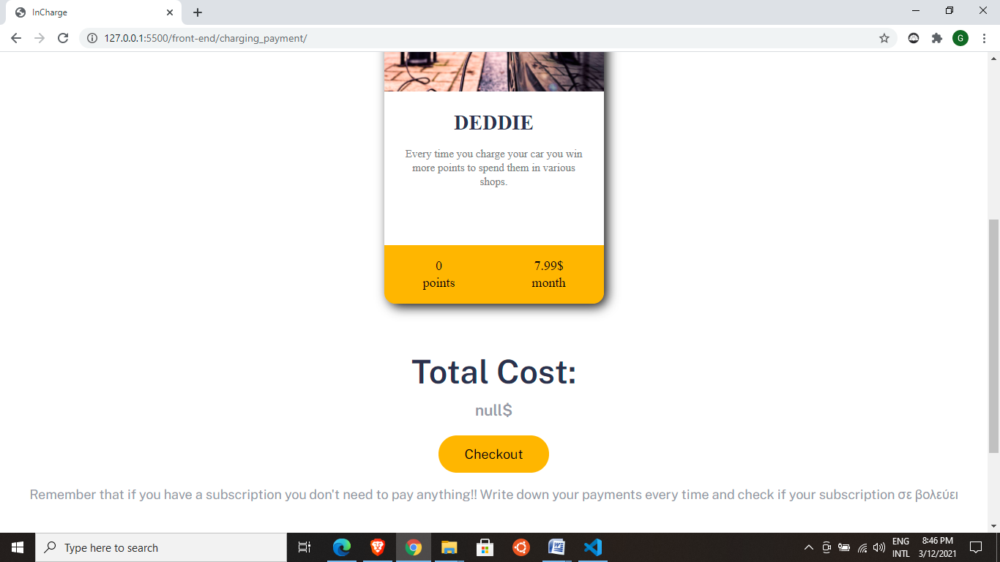 InCharge
127.0.0.1:5500/front-end/charging_payment/
G
DEDDIE
Every time you charge your car you win
more points to spend them in various
shops.
0
points
7.99$
month
Total Cost:
null$
Checkout
Remember that if you have a subscription you don't need to pay anything!! Write down your payments every time and check if your subscription σε βολεύει
Type here to search
ENG
INTL
8:46 PM
3/12/2021